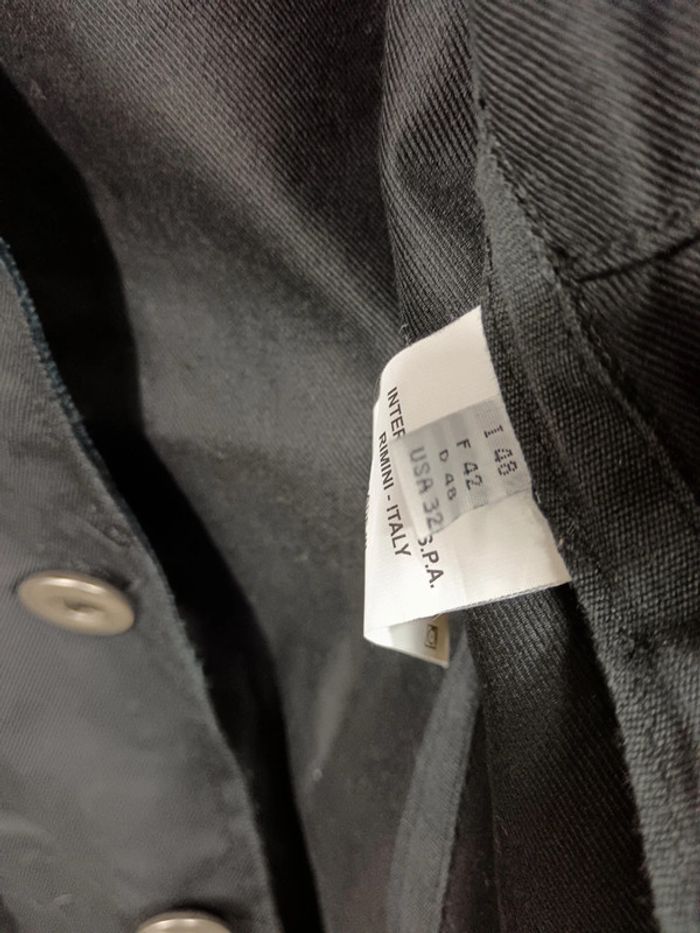 I 48
F 42
D 48
USA 32
INTER S.P.A.
RIMINI - ITALY